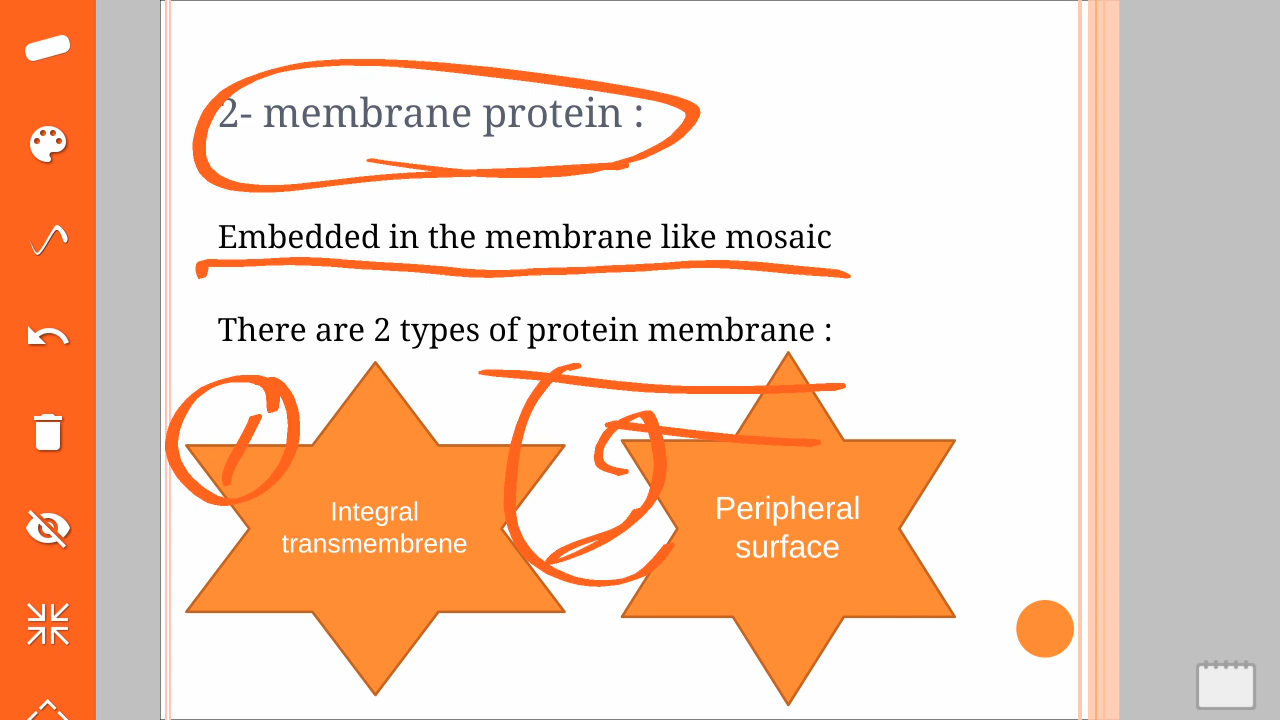 2- membrane protein :
Embedded in the membrane like mosaic
There are 2 types of protein membrane :
1
2
Integral
transmembrene
Peripheral
surface